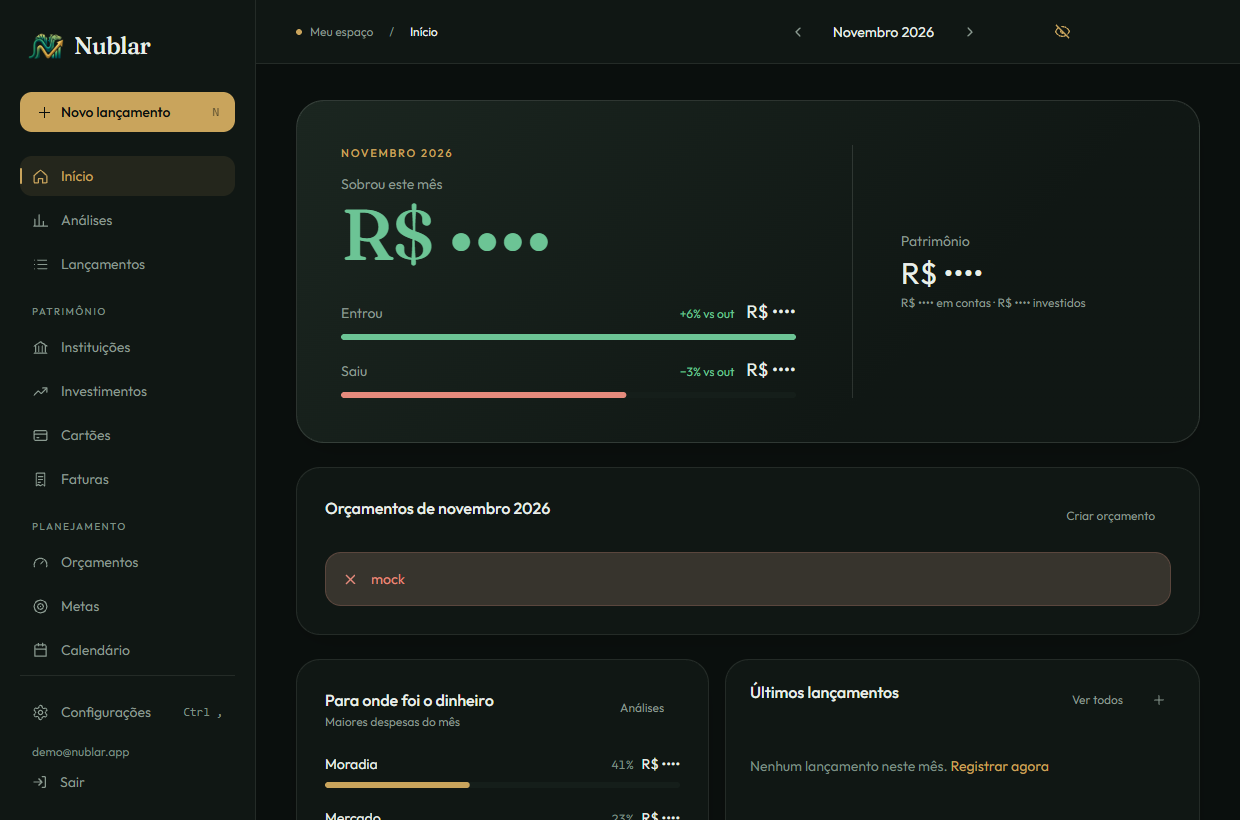 Nublar
Novo lançamento N
Início
Análises
Lançamentos
PATRIMÔNIO
Instituições
Investimentos
Cartões
Faturas
PLANEJAMENTO
Orçamentos
Metas
Calendário
Configurações Ctrl ,
demo@nublar.app
Sair
Meu espaço / Início
Novembro 2026
NOVEMBRO 2026
Sobrou este mês
R$ ••••
Entrou +6% vs out R$ ••••
Saiu −3% vs out R$ ••••
Patrimônio
R$ ••••
R$ •••• em contas · R$ •••• investidos
Orçamentos de novembro 2026
Criar orçamento
mock
Para onde foi o dinheiro
Maiores despesas do mês
Análises
Moradia 41% R$ ••••
Mercado 23% R$ ••••
Últimos lançamentos
Ver todos
Nenhum lançamento neste mês. Registrar agora